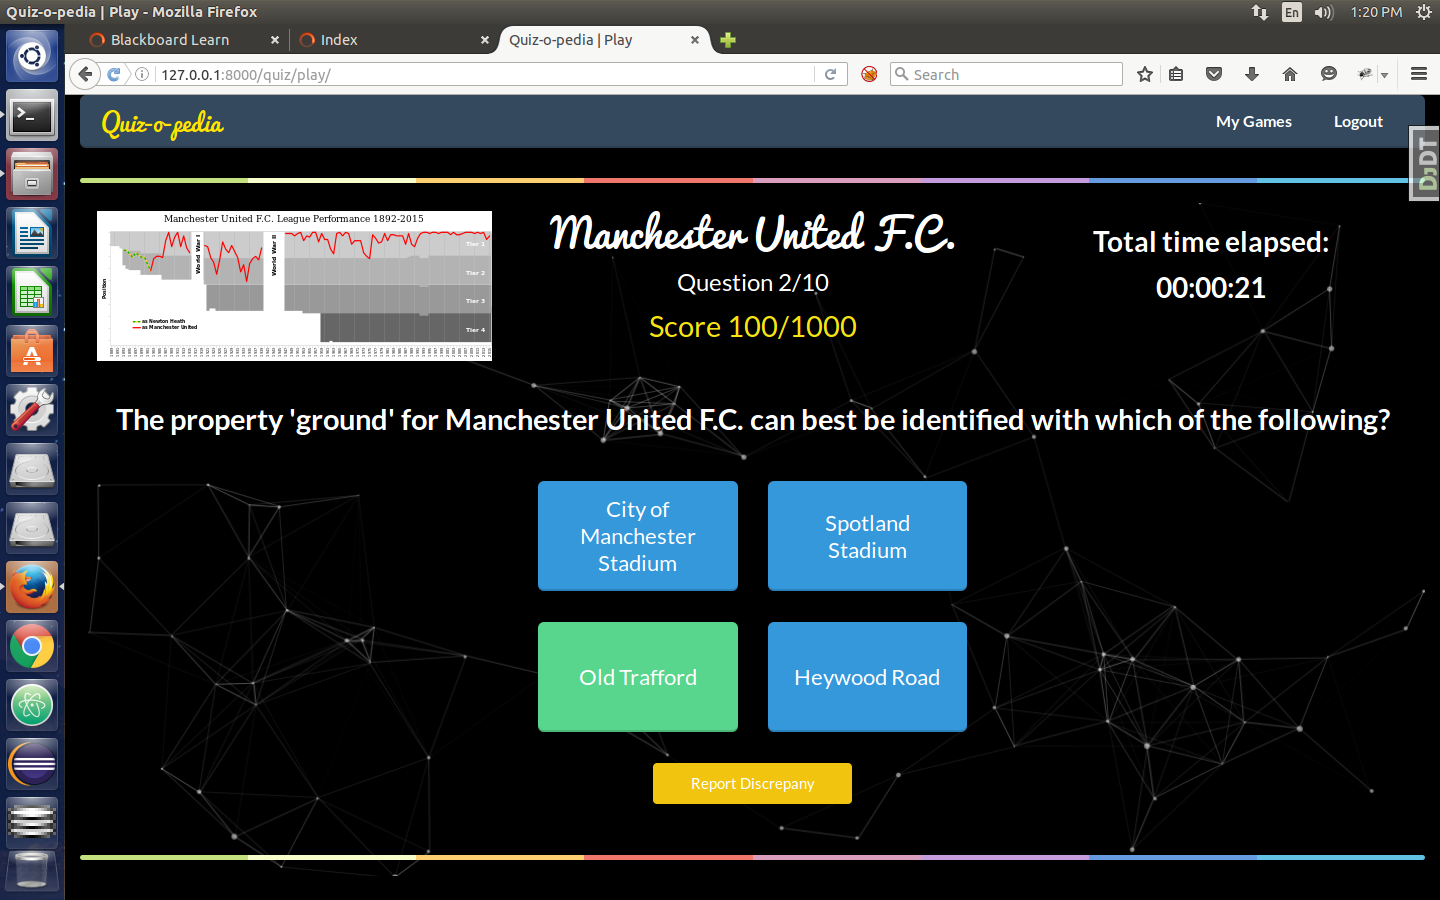 Quiz-o-pedia | Play - Mozilla Firefox
En
1:20 PM
Blackboard Learn
Index
Quiz-o-pedia | Play
127.0.0.1:8000/quiz/play/
Search
Quiz-o-pedia
My Games
Logout
DjDT
Manchester United F.C. League Performance 1892-2015
Position
World War I
World War II
Tier 1
Tier 2
Tier 3
Tier 4
as Newton Heath
as Manchester United
Manchester United F.C.
Question 2/10
Score 100/1000
Total time elapsed:
00:00:21
The property 'ground' for Manchester United F.C. can best be identified with which of the following?
City of
Manchester
Stadium
Spotland
Stadium
Old Trafford
Heywood Road
Report Discrepany